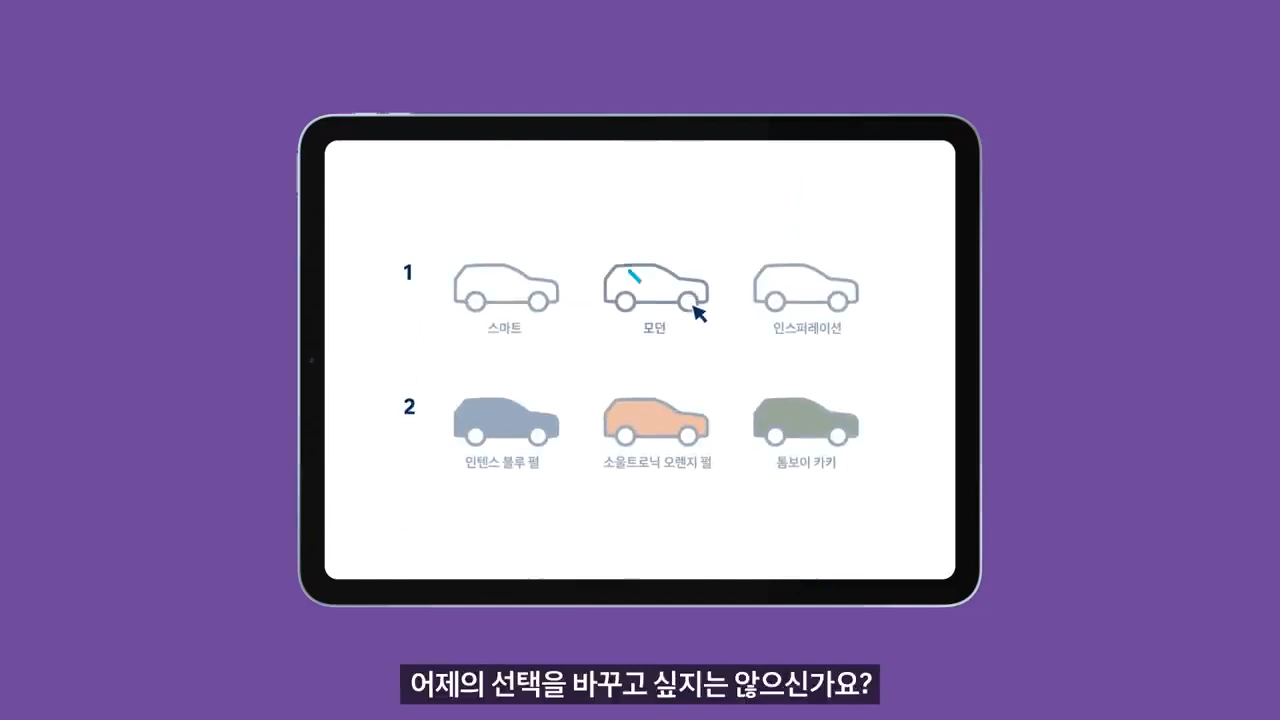 1
스마트
모던
인스퍼레이션
2
인텐스 블루 펄
소울트로닉 오렌지 펄
톰보이 카키
어제의 선택을 바꾸고 싶지는 않으신가요?